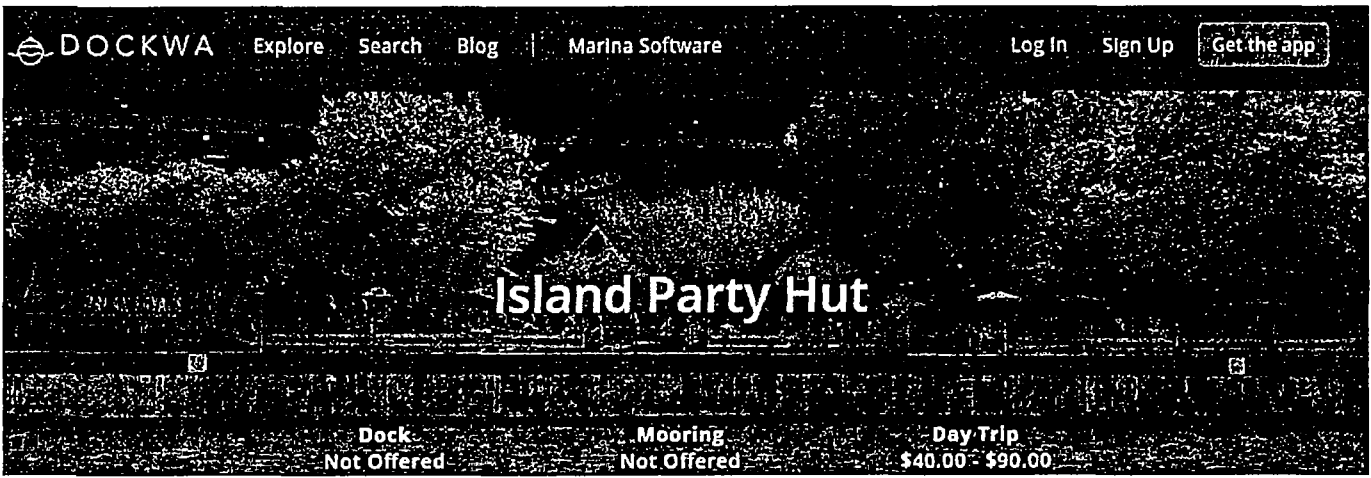 DOCKWA Explore Search Blog | Marina Software Log In Sign Up Get the app
Island Party Hut
Dock Mooring Day Trip
Not Offered Not Offered $40.00 - $90.00